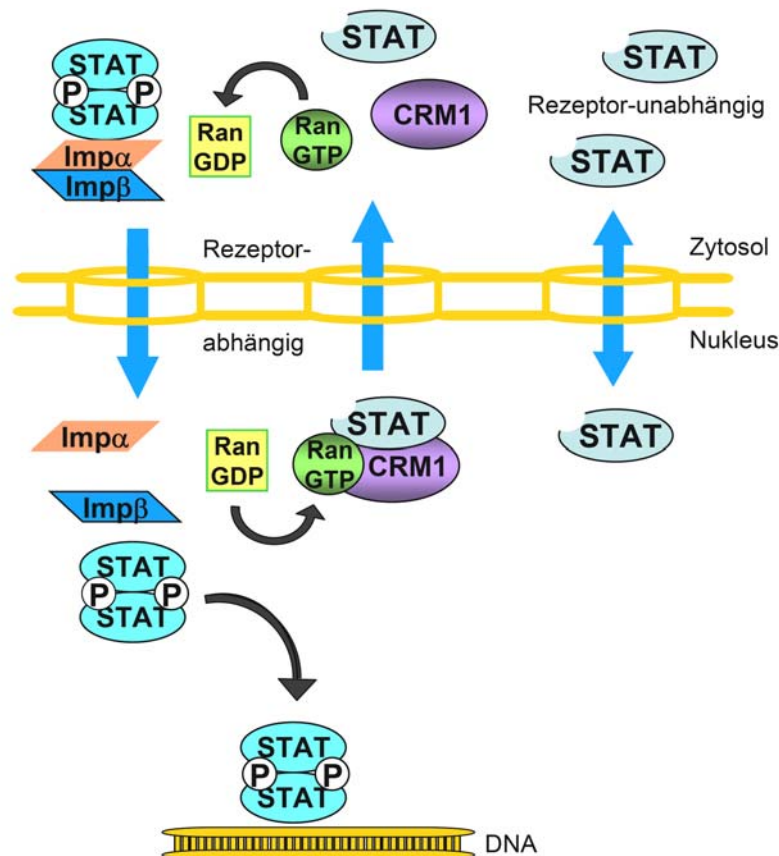 STAT
P P
STAT
Impα
Impβ
Ran
GDP
Ran
GTP
STAT
CRM1
STAT
Rezeptor-unabhängig
STAT
Rezeptor-
abhängig
Zytosol
Nukleus
Impα
Impβ
Ran
GDP
Ran
GTP
STAT
CRM1
STAT
STAT
P P
STAT
STAT
P P
STAT
DNA